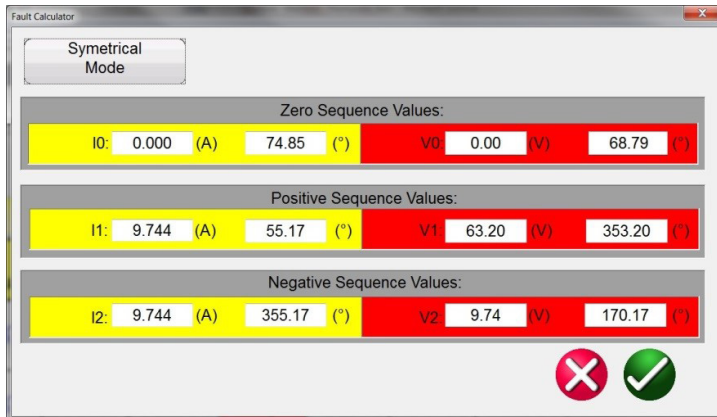 Fault Calculator
Symetrical
Mode
Zero Sequence Values:
I0: 0.000 (A) 74.85 (°) V0: 0.00 (V) 68.79 (°)
Positive Sequence Values:
I1: 9.744 (A) 55.17 (°) V1: 63.20 (V) 353.20 (°)
Negative Sequence Values:
I2: 9.744 (A) 355.17 (°) V2: 9.74 (V) 170.17 (°)